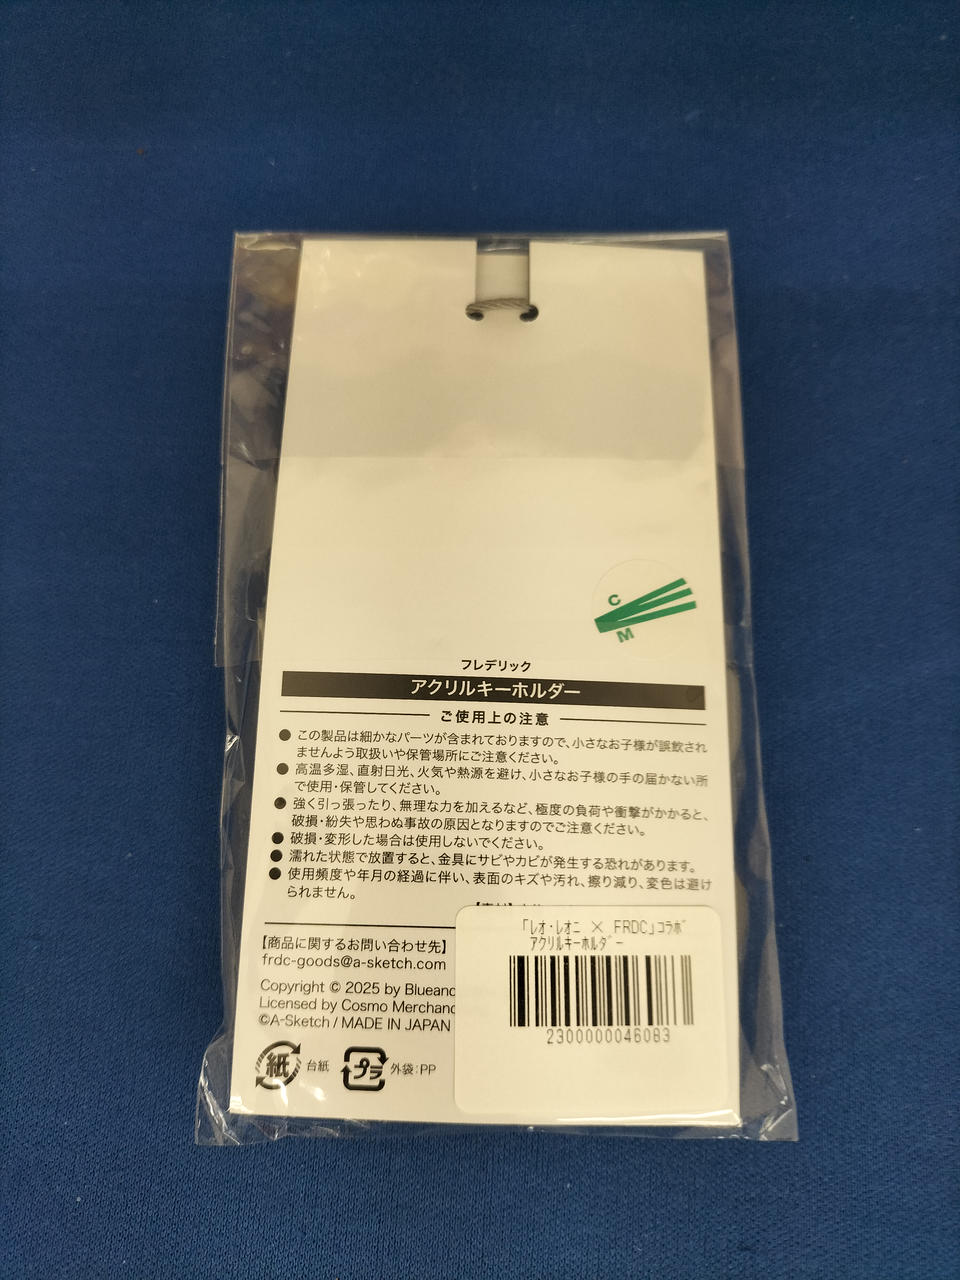 C
M
フレデリック
アクリルキーホルダー
ご使用上の注意
● この製品は細かなパーツが含まれておりますので、小さなお子様が誤飲され
ませんよう取扱いや保管場所にご注意ください。
● 高温多湿、直射日光、火気や熱源を避け、小さなお子様の手の届かない所
で使用・保管してください。
● 強く引っ張ったり、無理な力を加えるなど、極度の負荷や衝撃がかかると、
破損・紛失や思わぬ事故の原因となりますのでご注意ください。
● 破損・変形した場合は使用しないでください。
● 濡れた状態で放置すると、金具にサビやカビが発生する恐れがあります。
● 使用頻度や年月の経過に伴い、表面のキズや汚れ、擦り減り、変色は避け
られません。
【商品に関するお問い合わせ先】
frdc-goods@a-sketch.com
Copyright © 2025 by Blueand
Licensed by Cosmo Merchand
©A-Sketch / MADE IN JAPAN
紙 台紙 プラ 外袋:PP
「レオ・レオニ × FRDC」コラボ
アクリルキーホルダー
2300000046083